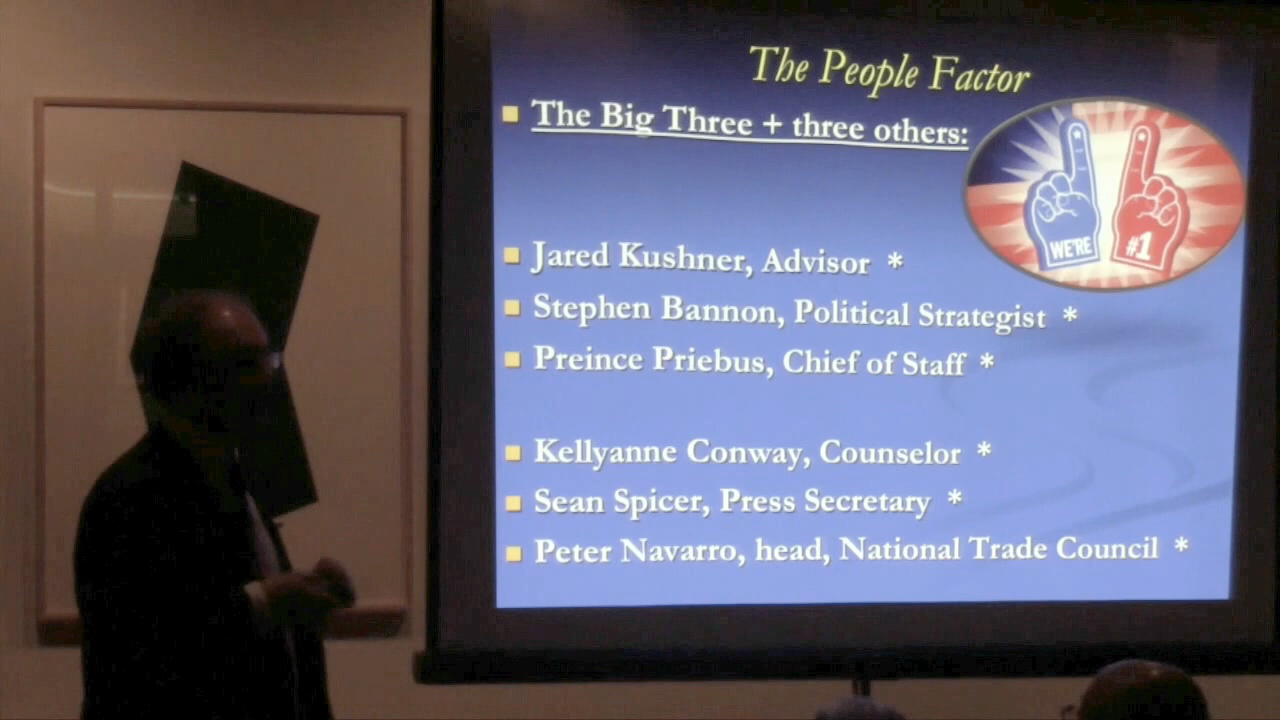 The People Factor
The Big Three + three others:
WE'RE #1
Jared Kushner, Advisor *
Stephen Bannon, Political Strategist *
Preince Priebus, Chief of Staff *
Kellyanne Conway, Counselor *
Sean Spicer, Press Secretary *
Peter Navarro, head, National Trade Council *